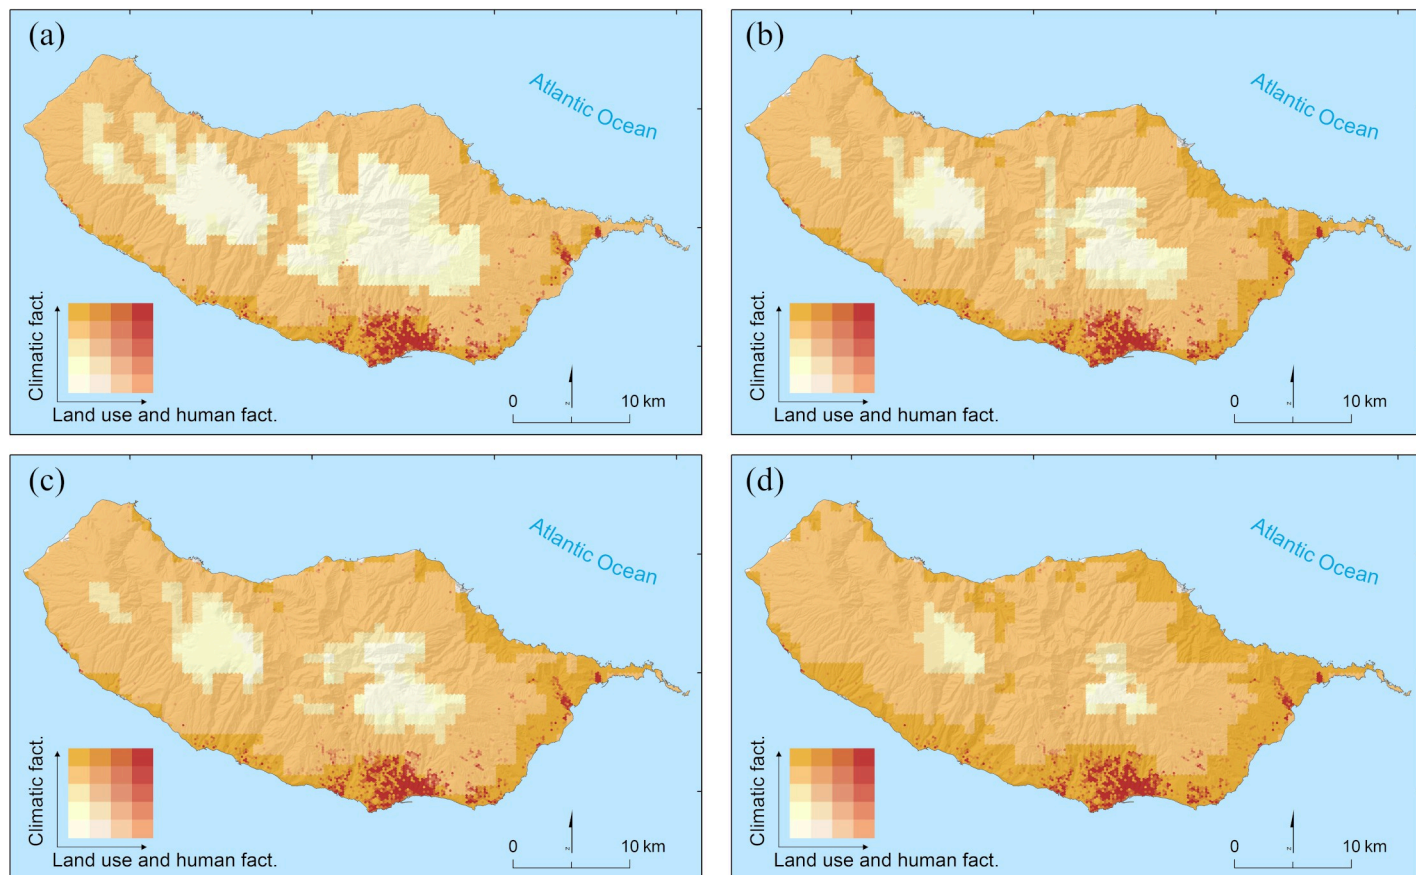 (a)
Atlantic Ocean
Climatic fact.
Land use and human fact.
0
10 km
z
(b)
Atlantic Ocean
Climatic fact.
Land use and human fact.
0
10 km
z
(c)
Atlantic Ocean
Climatic fact.
Land use and human fact.
0
10 km
z
(d)
Atlantic Ocean
Climatic fact.
Land use and human fact.
0
10 km
z